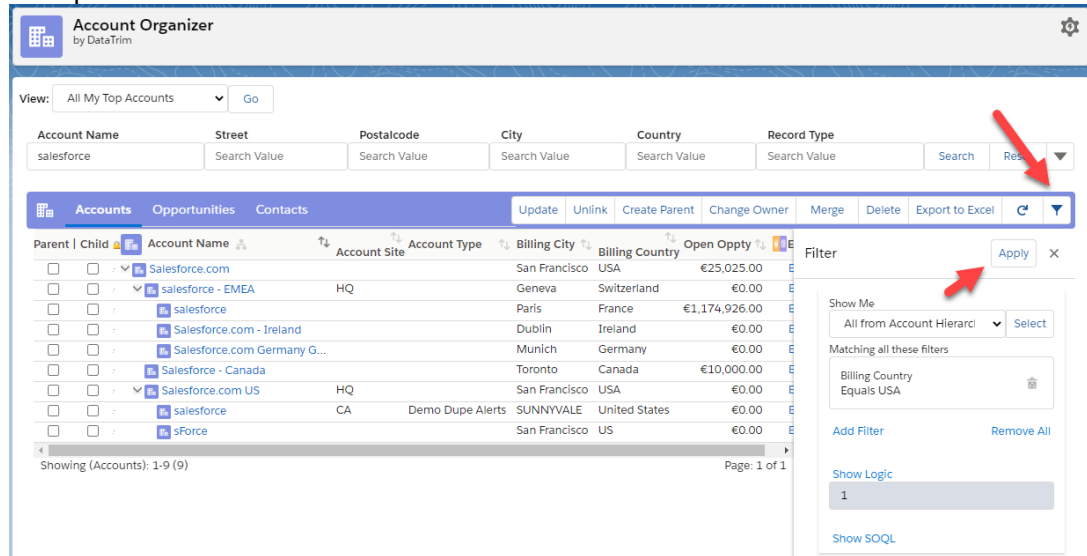 Account Organizer
by DataTrim
View: All My Top Accounts Go
Account Name Street Postalcode City Country Record Type
salesforce Search Value Search Value Search Value Search Value Search Value Search
Accounts Opportunities Contacts Update Unlink Create Parent Change Owner Merge Delete Export to Excel
Parent | Child Account Name Account Site Account Type Billing City Billing Country Open Oppty
Salesforce.com San Francisco USA €25,025.00
salesforce - EMEA HQ Geneva Switzerland €0.00
salesforce Paris France €1,174,926.00
Salesforce.com - Ireland Dublin Ireland €0.00
Salesforce.com Germany G... Munich Germany €0.00
Salesforce - Canada Toronto Canada €10,000.00
Salesforce.com US HQ San Francisco USA €0.00
salesforce CA Demo Dupe Alerts SUNNYVALE United States €0.00
sForce San Francisco US €0.00
Showing (Accounts): 1-9 (9) Page: 1 of 1
Filter Apply
Show Me
All from Account Hierarcl Select
Matching all these filters
Billing Country
Equals USA
Add Filter Remove All
Show Logic
1
Show SOQL